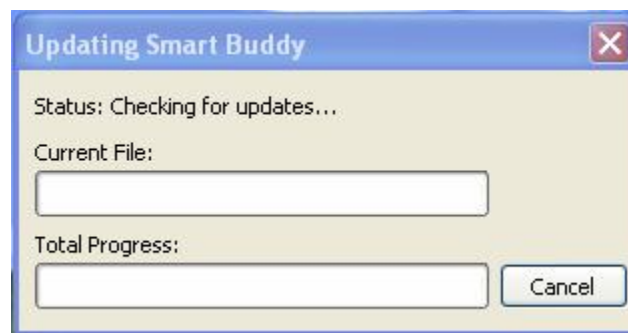 Updating Smart Buddy
Status: Checking for updates...
Current File:
Total Progress:
Cancel